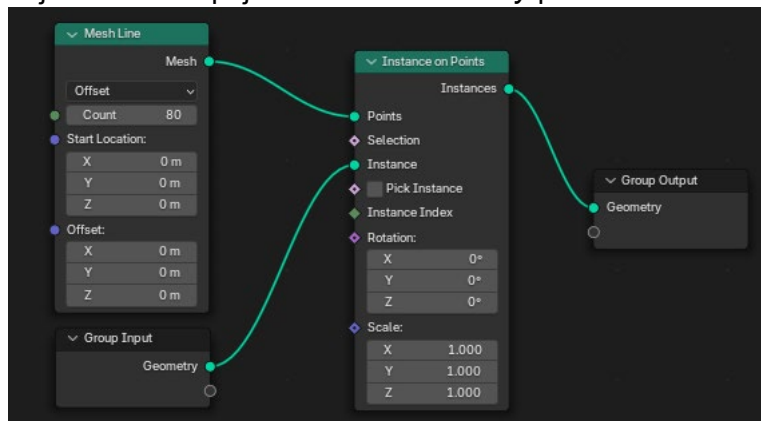 Mesh Line
Mesh
Offset
Count 80
Start Location:
X 0 m
Y 0 m
Z 0 m
Offset:
X 0 m
Y 0 m
Z 0 m
Group Input
Geometry
Instance on Points
Instances
Points
Selection
Instance
Pick Instance
Instance Index
Rotation:
X 0°
Y 0°
Z 0°
Scale:
X 1.000
Y 1.000
Z 1.000
Group Output
Geometry